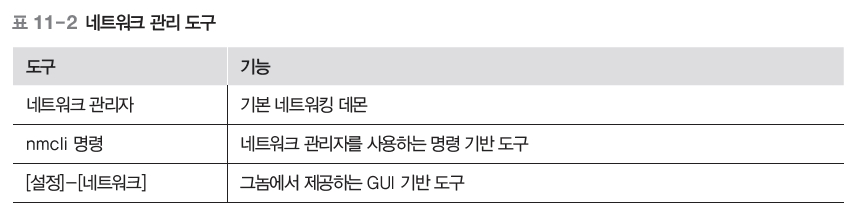 표 11-2 네트워크 관리 도구
도구 기능
네트워크 관리자 기본 네트워킹 데몬
nmcli 명령 네트워크 관리자를 사용하는 명령 기반 도구
[설정]-[네트워크] 그놈에서 제공하는 GUI 기반 도구